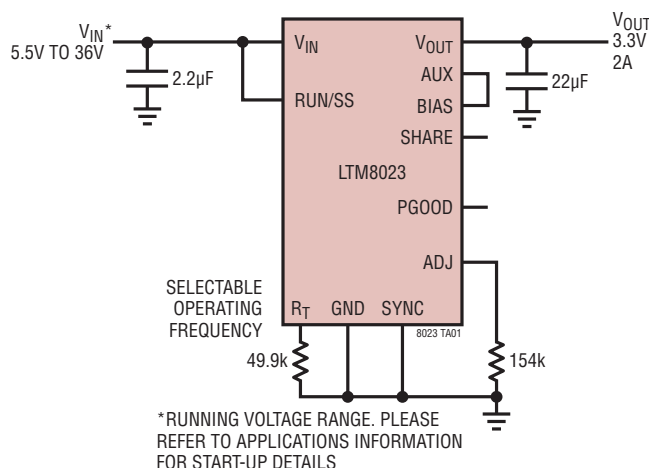 VIN*
5.5V TO 36V
2.2µF
VIN
RUN/SS
VOUT
AUX
BIAS
SHARE
LTM8023
PGOOD
ADJ
VOUT
3.3V
2A
22µF
SELECTABLE
OPERATING
FREQUENCY
RT
GND
SYNC
8023 TA01
49.9k
154k
*RUNNING VOLTAGE RANGE. PLEASE
REFER TO APPLICATIONS INFORMATION
FOR START-UP DETAILS